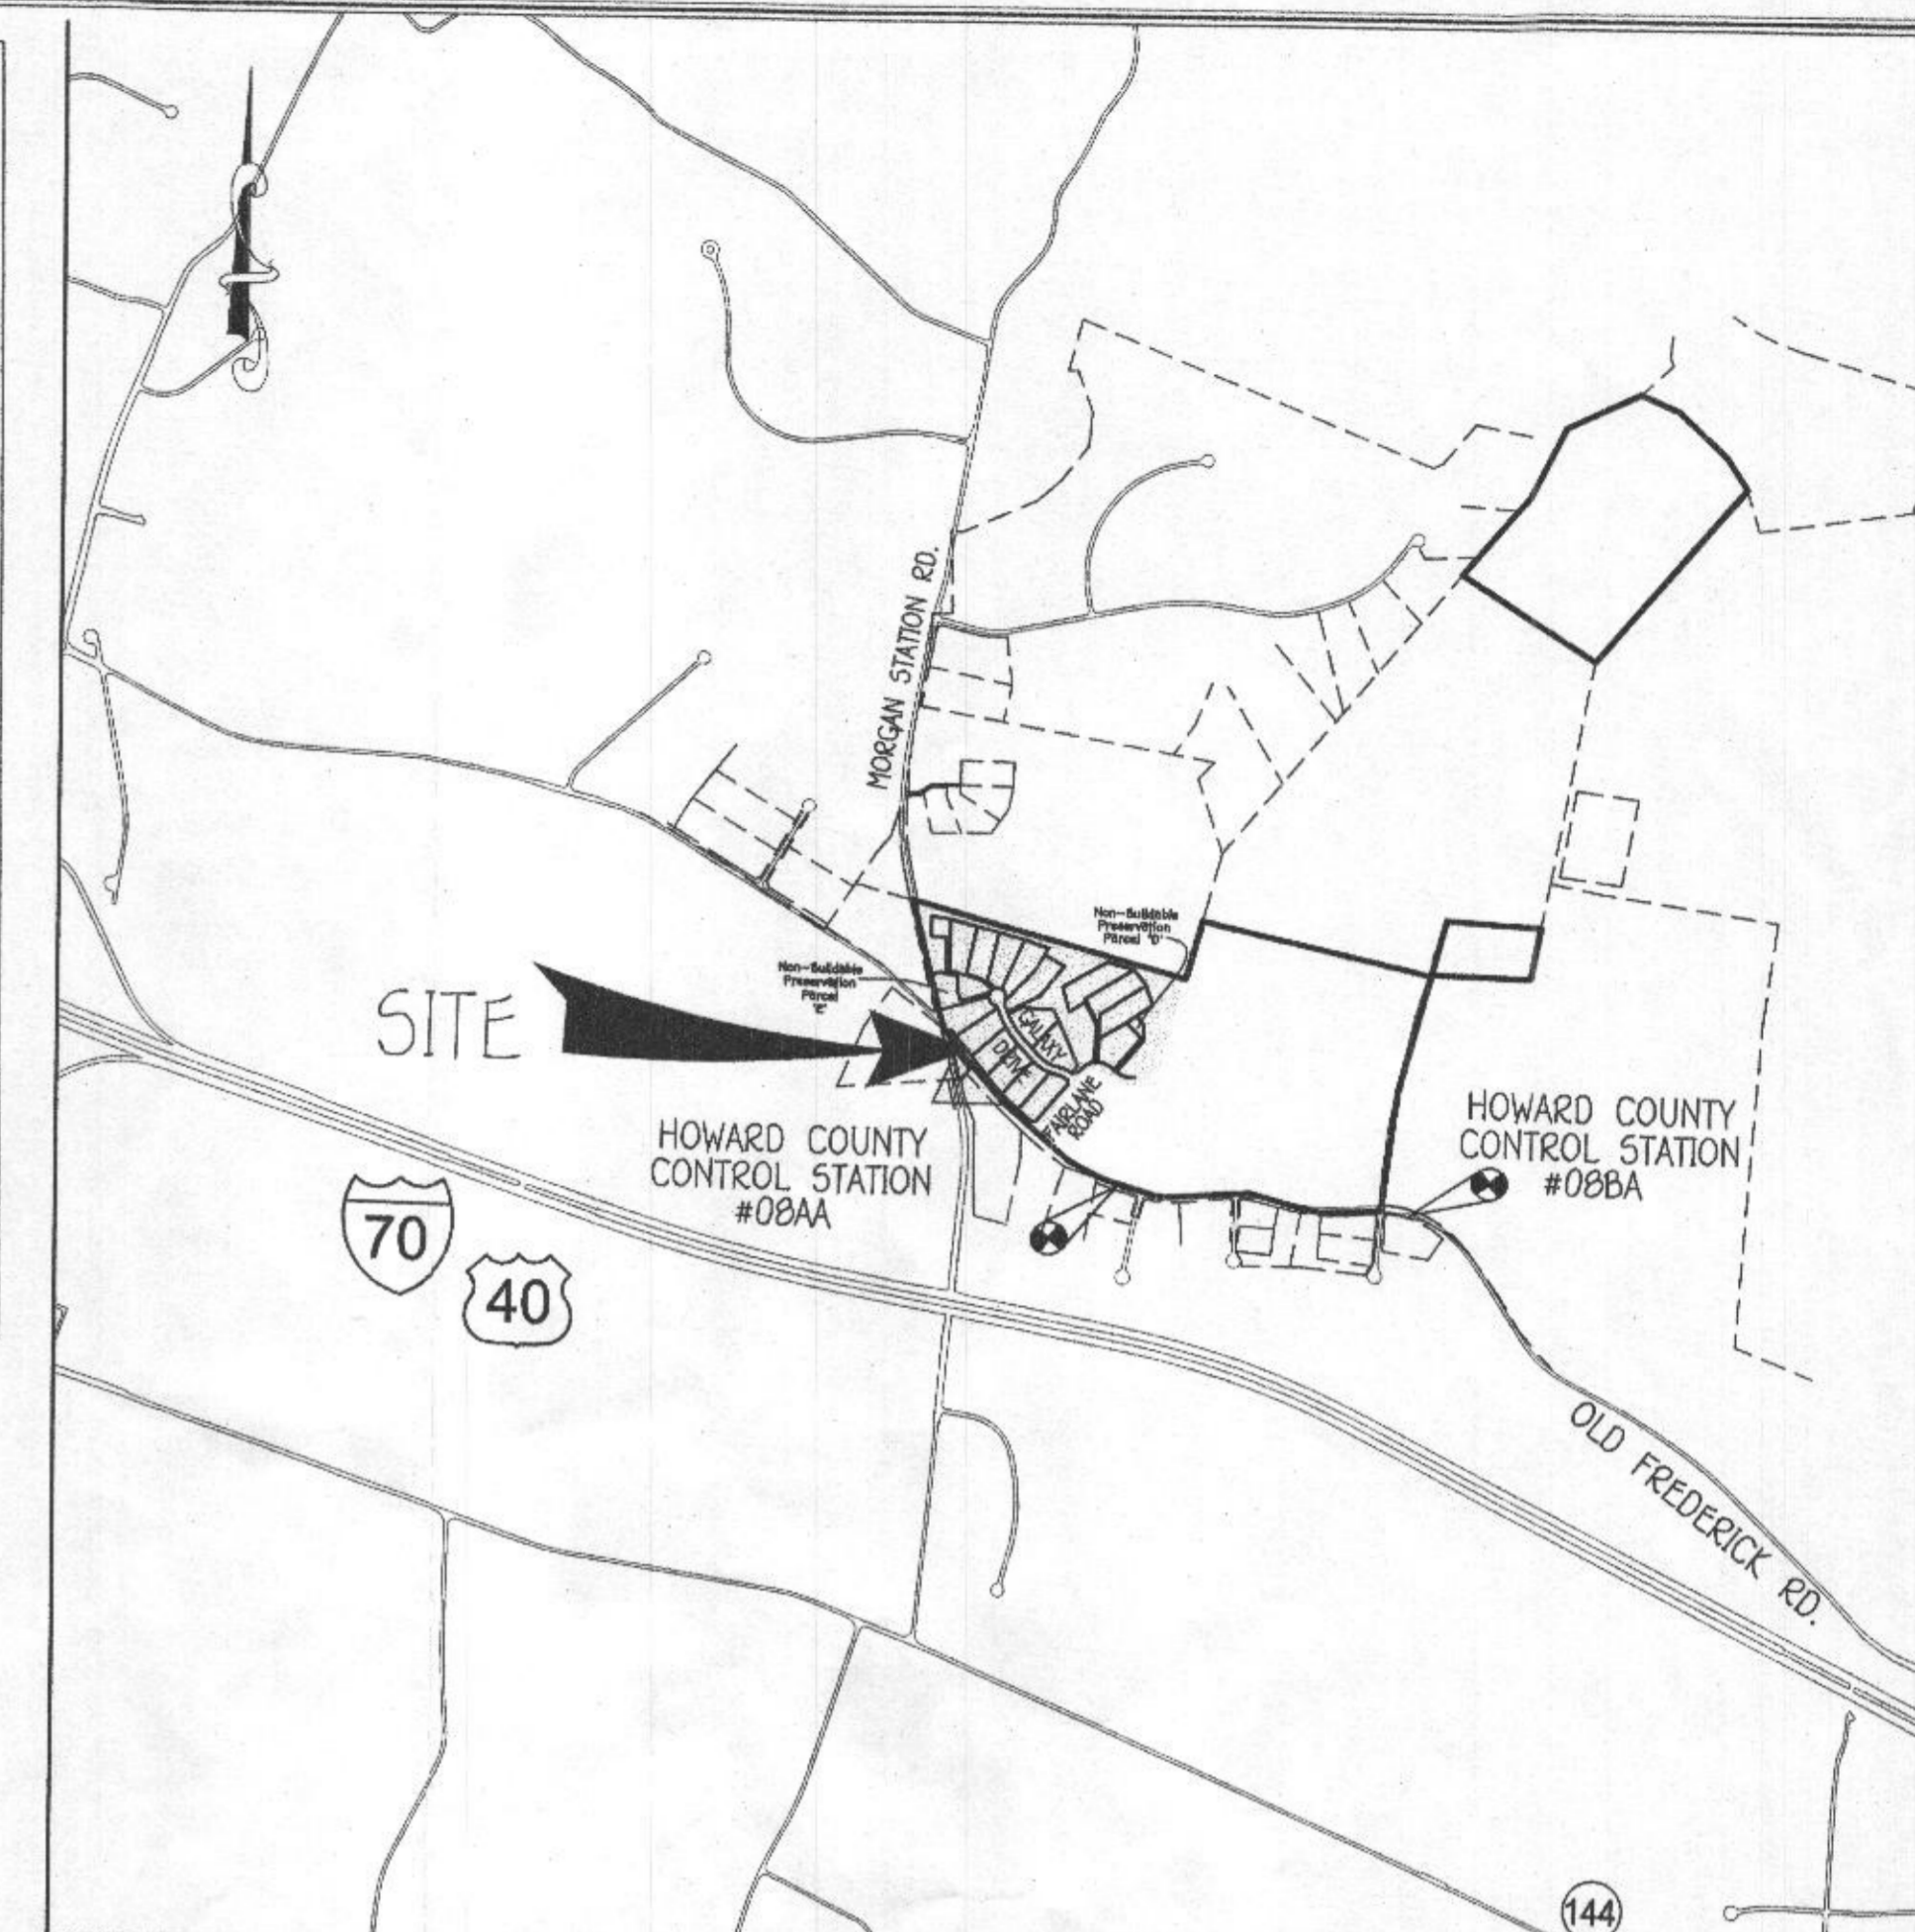 MORGAN STATION RD.
Non-Buildable
Preservation
Parcel 'D'
Non-Buildable
Preservation
Parcel
'E'
SITE
GALAXY
DRIVE
FAIRLANE
ROAD
HOWARD COUNTY
CONTROL STATION
#08AA
HOWARD COUNTY
CONTROL STATION
#08BA
70
40
OLD FREDERICK RD.
144